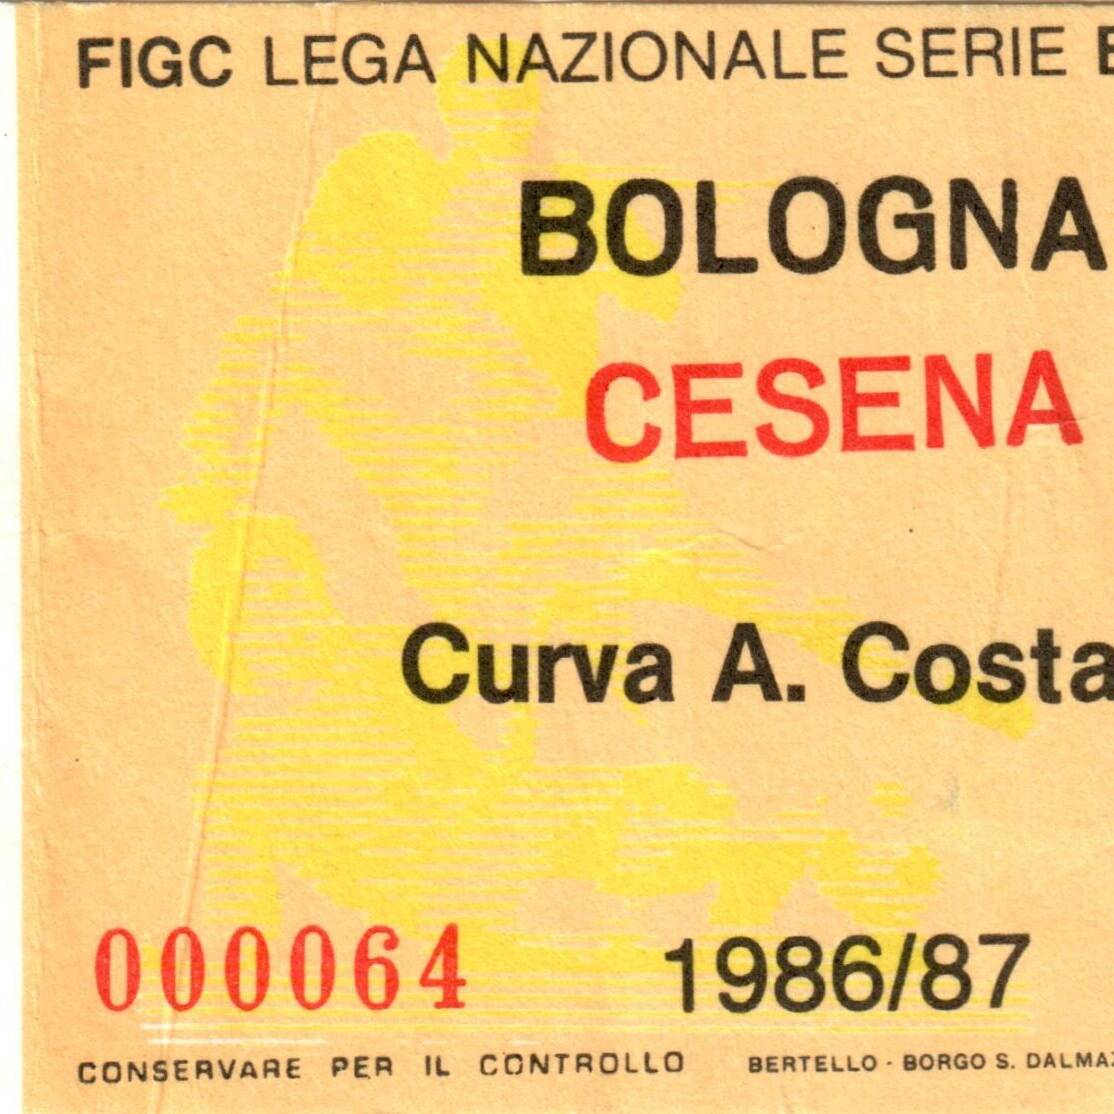 FIGC LEGA NAZIONALE SERIE
BOLOGNA
CESENA
Curva A. Costa
000064 1986/87
CONSERVARE PER IL CONTROLLO BERTELLO - BORGO S.